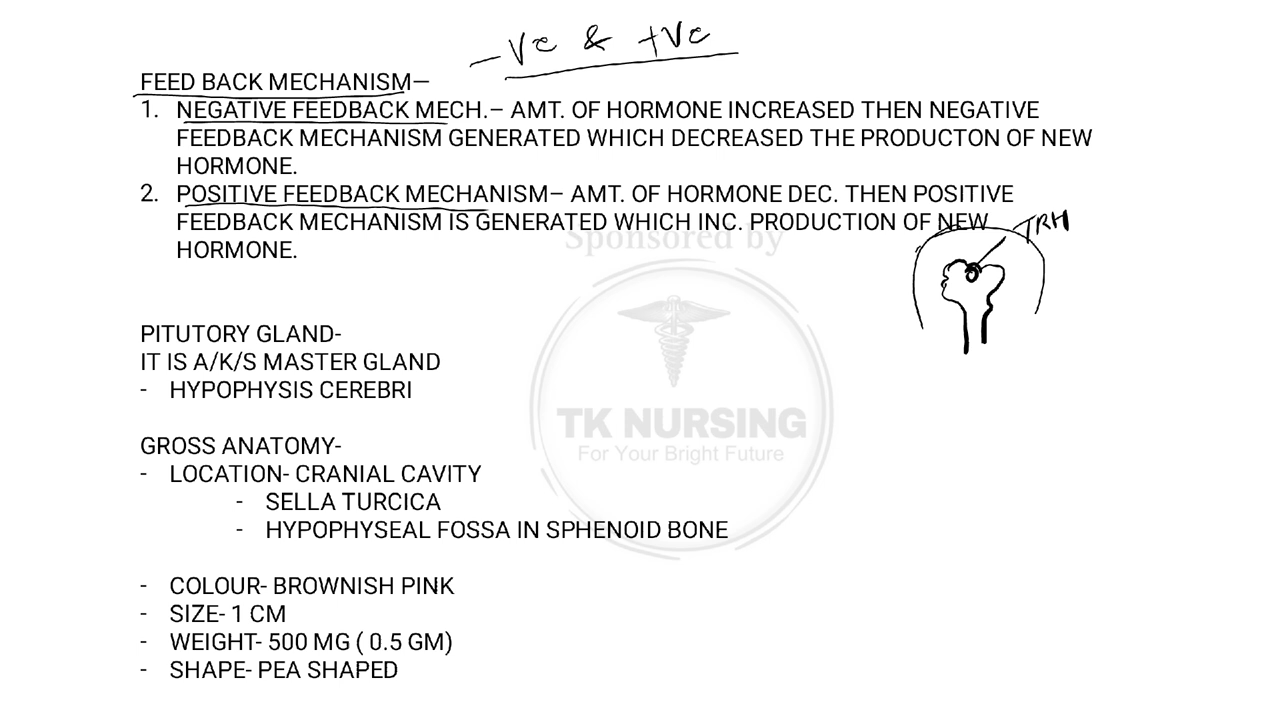 -ve & +ve
FEED BACK MECHANISM–
1. NEGATIVE FEEDBACK MECH.– AMT. OF HORMONE INCREASED THEN NEGATIVE
FEEDBACK MECHANISM GENERATED WHICH DECREASED THE PRODUCTON OF NEW
HORMONE.
2. POSITIVE FEEDBACK MECHANISM– AMT. OF HORMONE DEC. THEN POSITIVE
FEEDBACK MECHANISM IS GENERATED WHICH INC. PRODUCTION OF NEW
HORMONE.
TRH
Sponsored by
PITUTORY GLAND-
IT IS A/K/S MASTER GLAND
- HYPOPHYSIS CEREBRI
TK NURSING
For Your Bright Future
GROSS ANATOMY-
- LOCATION- CRANIAL CAVITY
- SELLA TURCICA
- HYPOPHYSEAL FOSSA IN SPHENOID BONE
- COLOUR- BROWNISH PINK
- SIZE- 1 CM
- WEIGHT- 500 MG ( 0.5 GM)
- SHAPE- PEA SHAPED